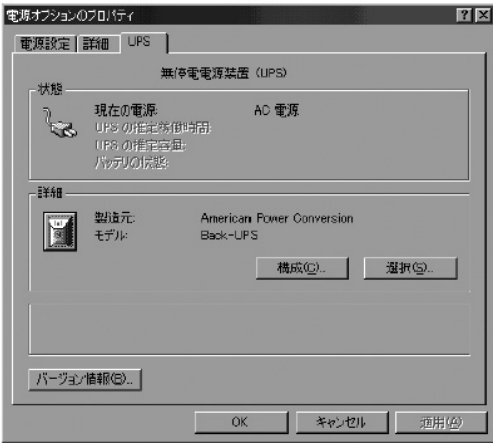 電源オプションのプロパティ
電源設定 詳細 UPS
無停電電源装置 (UPS)
状態
現在の電源: AC 電源
UPS の推定稼働時間:
UPS の推定容量:
バッテリの状態:
詳細
製造元: American Power Conversion
モデル: Back-UPS
構成(C)... 選択(S)...
バージョン情報(B)...
OK キャンセル 適用(A)